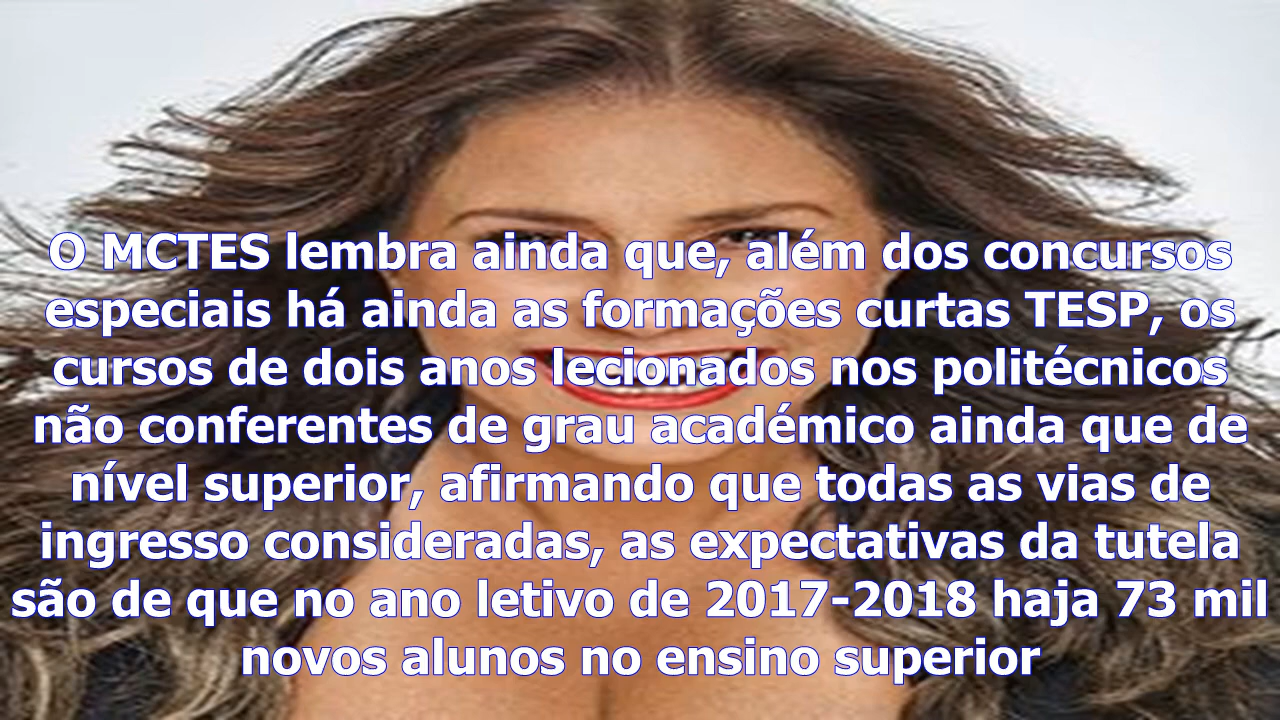 O MCTES lembra ainda que, além dos concursos
especiais há ainda as formações curtas TESP, os
cursos de dois anos lecionados nos politécnicos
não conferentes de grau académico ainda que de
nível superior, afirmando que todas as vias de
ingresso consideradas, as expectativas da tutela
são de que no ano letivo de 2017-2018 haja 73 mil
novos alunos no ensino superior